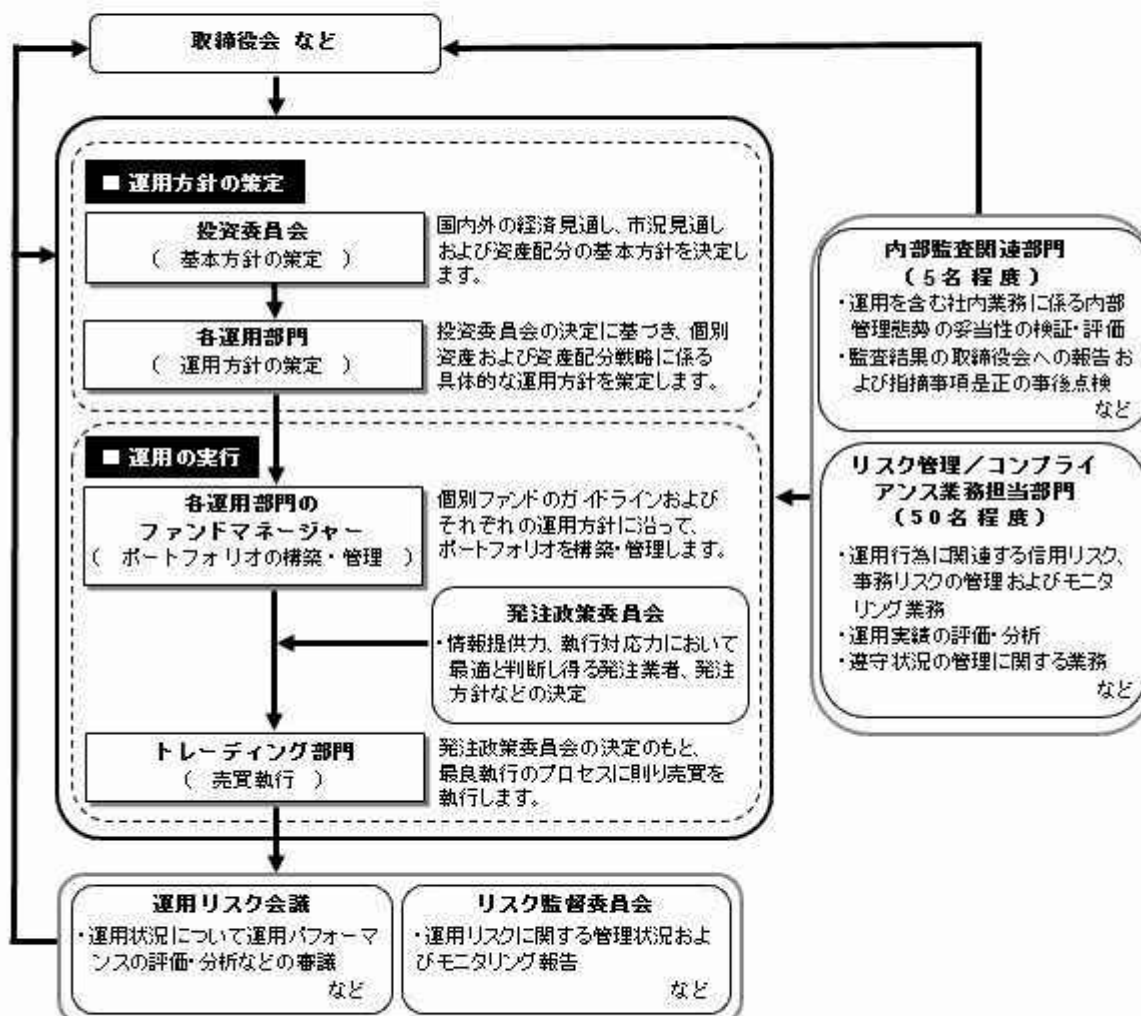 取締役会 など
■ 運用方針の策定
投資委員会
( 基本方針の策定 )
国内外の経済見通し、市況見通し
および資産配分の基本方針を決定し
ます。
各運用部門
( 運用方針の策定 )
投資委員会の決定に基づき、個別
資産および資産配分戦略に係る
具体的な運用方針を策定します。
■ 運用の実行
各運用部門の
ファンドマネージャー
( ポートフォリオの構築・管理 )
個別ファンドのガイドラインおよび
それぞれの運用方針に沿って、
ポートフォリオを構築・管理します。
発注政策委員会
・情報提供力、執行対応力において
最適と判断し得る発注業者、発注
方針などの決定
トレーディング部門
( 売買執行 )
発注政策委員会の決定のもと、
最良執行のプロセスに則り売買を
執行します。
内部監査関連部門
(5名程度)
・運用を含む社内業務に係る内部
管理態勢の妥当性の検証・評価
・監査結果の取締役会への報告お
よび指摘事項是正の事後点検
など
リスク管理/コンプライ
アンス業務担当部門
(50名程度)
・運用行為に関連する信用リスク、
事務リスクの管理およびモニタ
リング業務
・運用実績の評価・分析
・遵守状況の管理に関する業務
など
運用リスク会議
・運用状況について運用パフォーマ
ンスの評価・分析などの審議
など
リスク監督委員会
・運用リスクに関する管理状況およ
びモニタリング報告
など